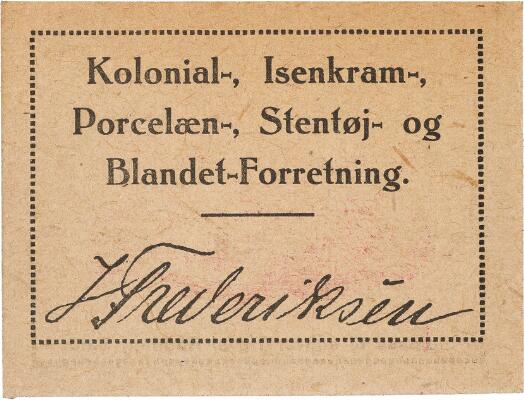 Kolonial-, Isenkram-,
Porcelæn-, Stentøj- og
Blandet-Forretning.
J Frederiksen